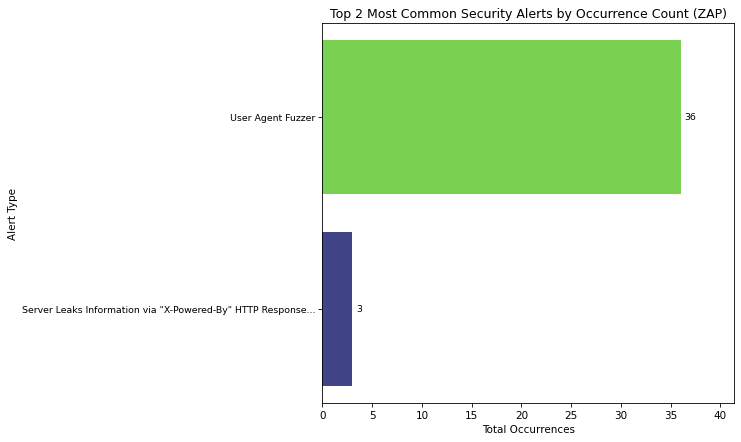 Top 2 Most Common Security Alerts by Occurrence Count (ZAP)
Alert Type
User Agent Fuzzer
36
Server Leaks Information via "X-Powered-By" HTTP Response...
3
0 5 10 15 20 25 30 35 40
Total Occurrences